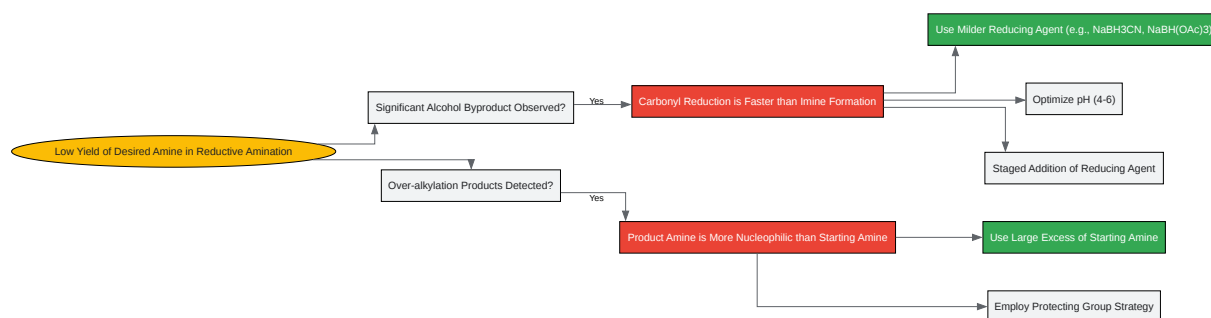 Use Milder Reducing Agent (e.g., NaBH3CN, NaBH(OAc)3)
Significant Alcohol Byproduct Observed?
Yes
Carbonyl Reduction is Faster than Imine Formation
Optimize pH (4-6)
Low Yield of Desired Amine in Reductive Amination
Staged Addition of Reducing Agent
Over-alkylation Products Detected?
Yes
Product Amine is More Nucleophilic than Starting Amine
Use Large Excess of Starting Amine
Employ Protecting Group Strategy